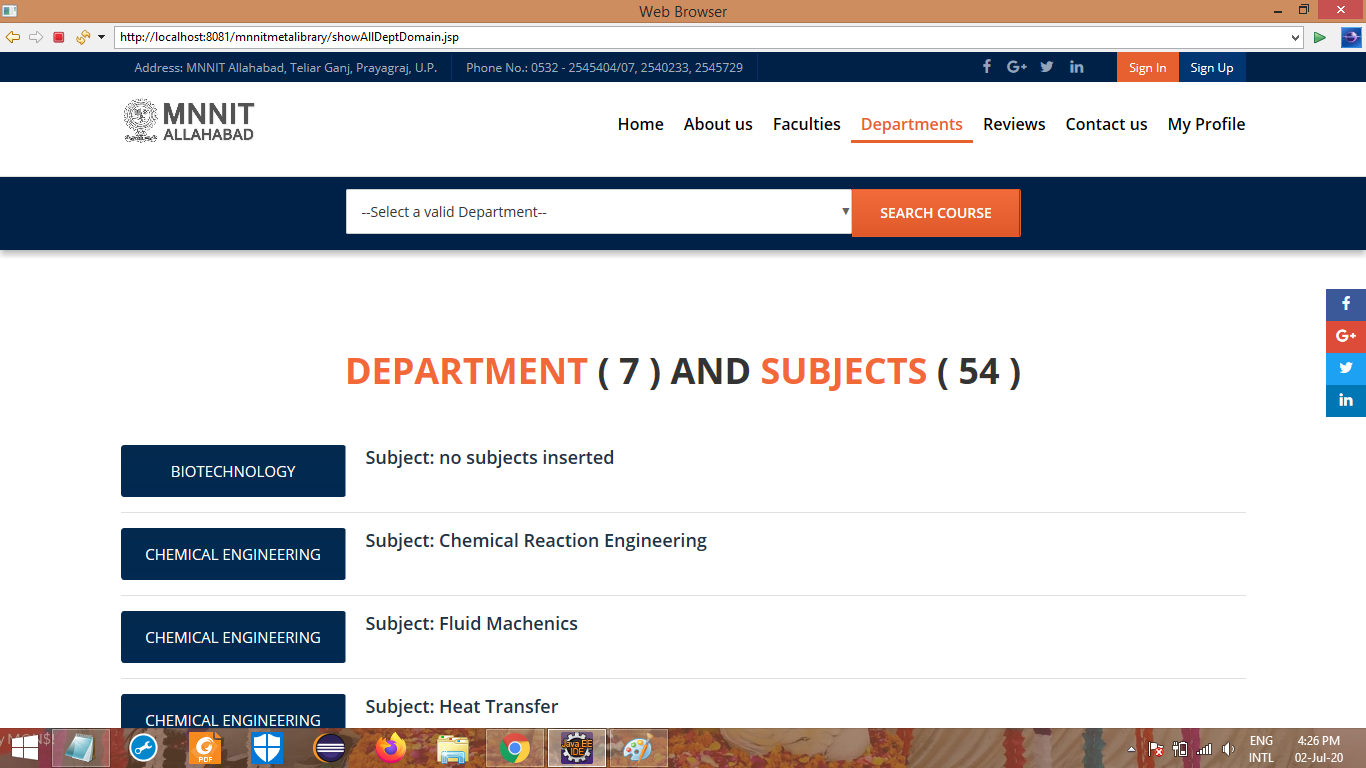 Web Browser
http://localhost:8081/mnnitmetalibrary/showAllDeptDomain.jsp
Address: MNNIT Allahabad, Teliar Ganj, Prayagraj, U.P. Phone No.: 0532 - 2545404/07, 2540233, 2545729 Sign In Sign Up
MNNIT
ALLAHABAD
Home About us Faculties Departments Reviews Contact us My Profile
--Select a valid Department-- SEARCH COURSE
DEPARTMENT ( 7 ) AND SUBJECTS ( 54 )
BIOTECHNOLOGY Subject: no subjects inserted
CHEMICAL ENGINEERING Subject: Chemical Reaction Engineering
CHEMICAL ENGINEERING Subject: Fluid Machenics
CHEMICAL ENGINEERING Subject: Heat Transfer
PDF
Java EE
IDE
ENG 4:26 PM
INTL 02-Jul-20